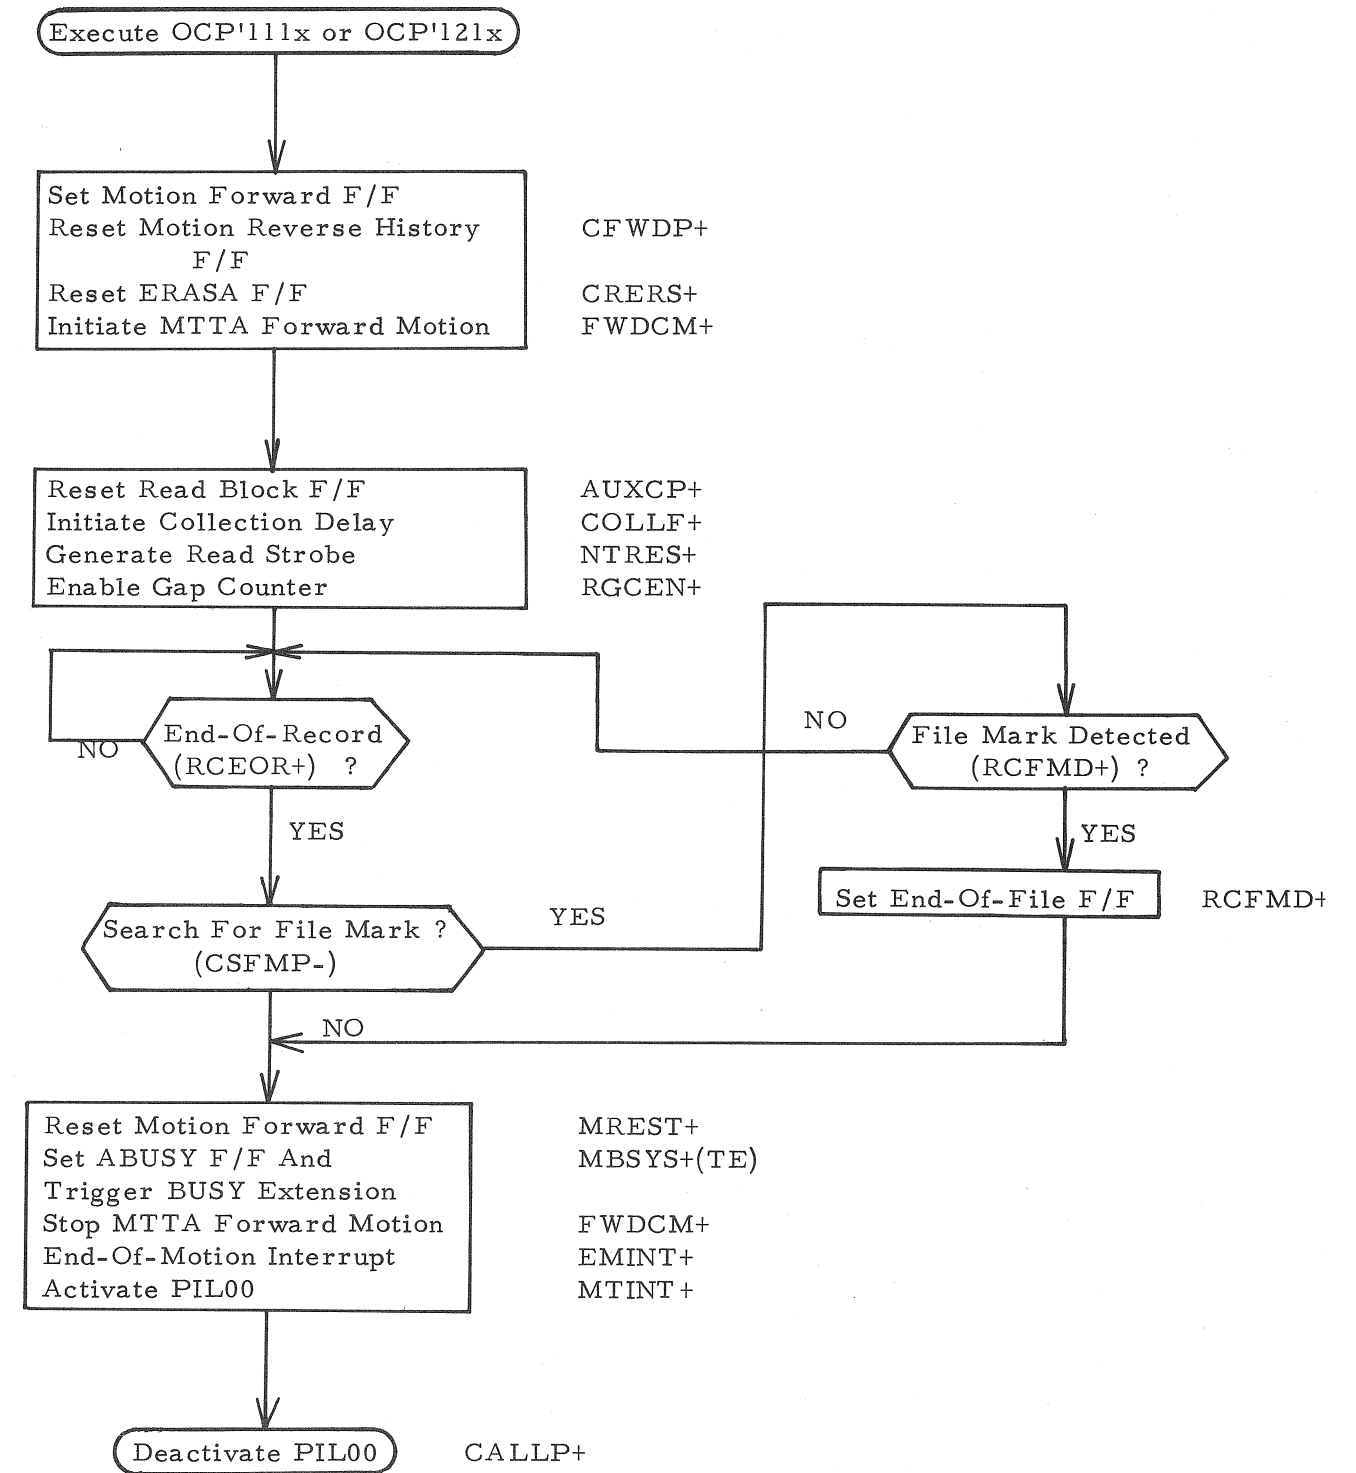 Execute OCP'111x or OCP'121x
Set Motion Forward F/F
Reset Motion Reverse History
F/F
Reset ERASA F/F
Initiate MTTA Forward Motion
CFWDP+
CRERS+
FWDCM+
Reset Read Block F/F
Initiate Collection Delay
Generate Read Strobe
Enable Gap Counter
AUXCP+
COLLF+
NTRES+
RGCEN+
End-Of-Record
(RCEOR+) ?
NO
YES
Search For File Mark ?
(CSFMP-)
YES
NO
File Mark Detected
(RCFMD+) ?
NO
YES
Set End-Of-File F/F
RCFMD+
Reset Motion Forward F/F
Set ABUSY F/F And
Trigger BUSY Extension
Stop MTTA Forward Motion
End-Of-Motion Interrupt
Activate PIL00
MREST+
MBSYS+(TE)
FWDCM+
EMINT+
MTINT+
Deactivate PIL00
CALLP+